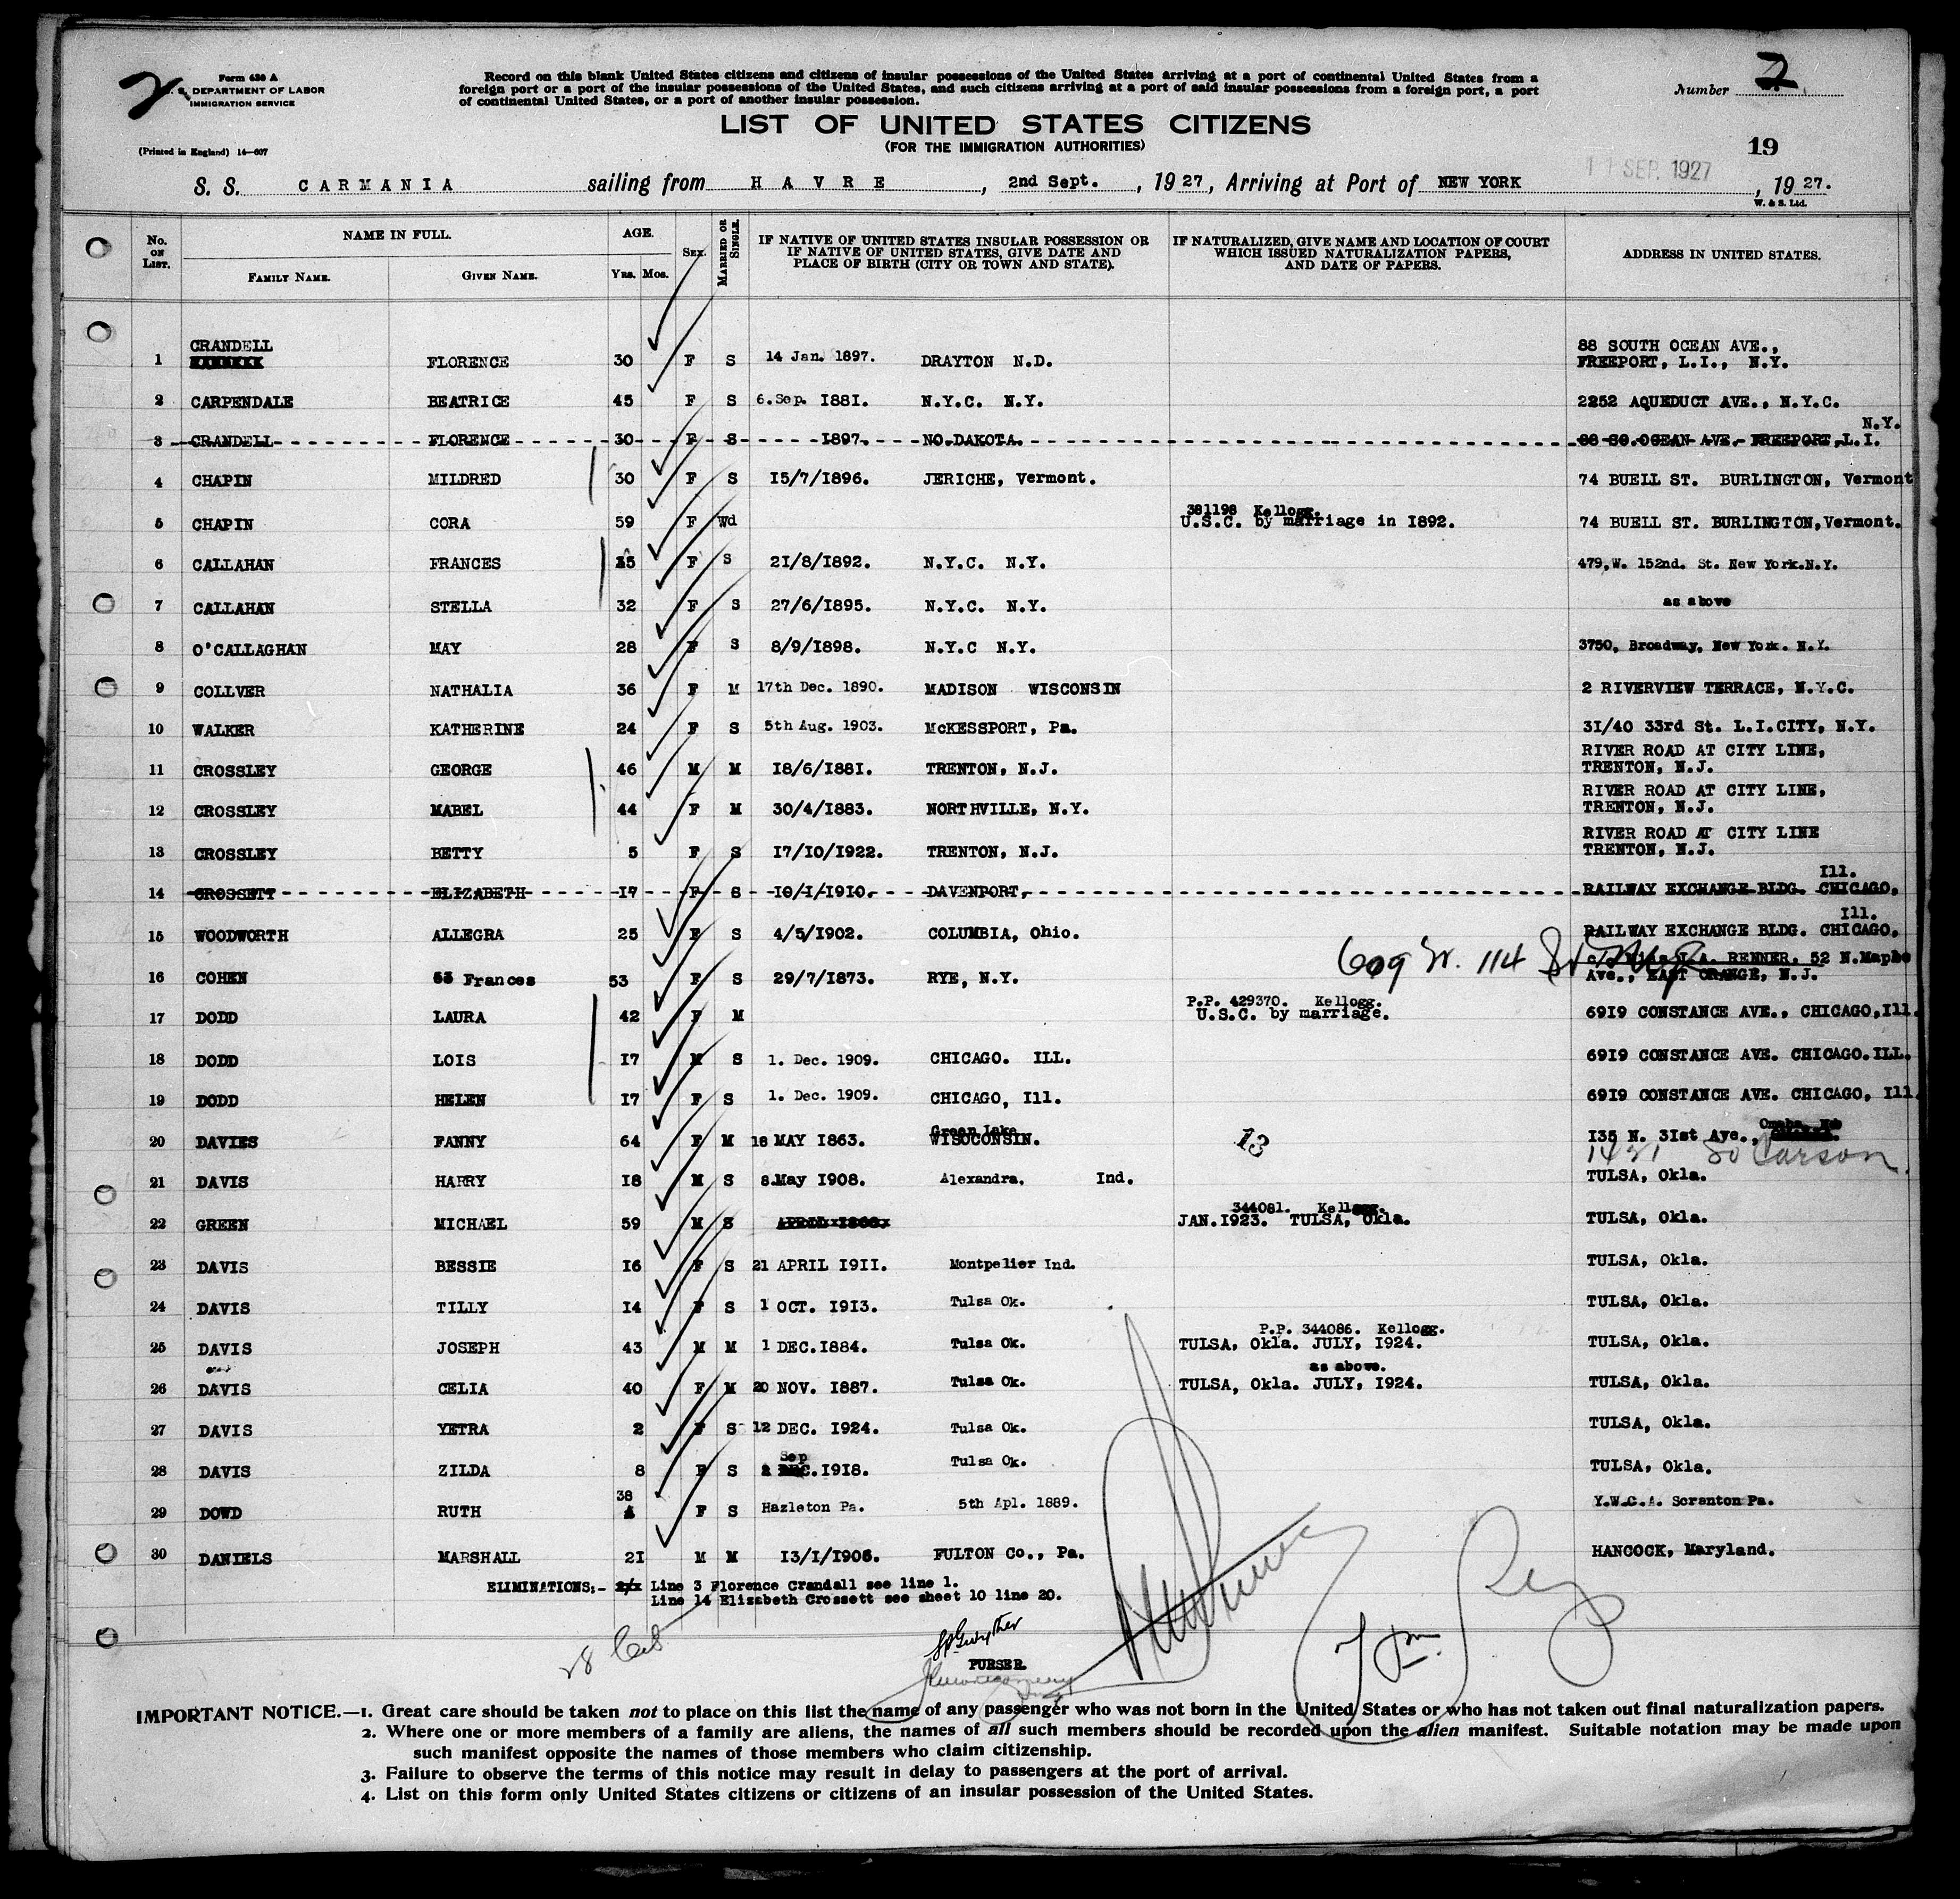 2
Form 630 A
U.S. DEPARTMENT OF LABOR
IMMIGRATION SERVICE
(Printed in England) 14—607
Record on this blank United States citizens and citizens of insular possessions of the United States arriving at a port of continental United States from a
foreign port or a port of the insular possessions of the United States, and such citizens arriving at a port of said insular possessions from a foreign port, a port
of continental United States, or a port of another insular possession.
Number 2
LIST OF UNITED STATES CITIZENS
(FOR THE IMMIGRATION AUTHORITIES)
19
S. S. CARMANIA sailing from HAVRE, 2nd Sept., 1927, Arriving at Port of NEW YORK 11 SEP. 1927, 1927.
W. & S. Ltd.
No. ON LIST. NAME IN FULL. FAMILY NAME. GIVEN NAME. AGE. Yrs. Mos. SEX. MARRIED OR SINGLE. IF NATIVE OF UNITED STATES INSULAR POSSESSION OR IF NATIVE OF UNITED STATES, GIVE DATE AND PLACE OF BIRTH (CITY OR TOWN AND STATE). IF NATURALIZED, GIVE NAME AND LOCATION OF COURT WHICH ISSUED NATURALIZATION PAPERS, AND DATE OF PAPERS. ADDRESS IN UNITED STATES.
1 CRANDELL FLORENCE 30 F S 14 Jan. 1897. DRAYTON N.D. 88 SOUTH OCEAN AVE., FREEPORT, L.I., N.Y.
2 CARPENDALE BEATRICE 45 F S 6.Sep. 1881. N.Y.C. N.Y. 2252 AQUEDUCT AVE., N.Y.C.
3 CRANDELL FLORENCE 30 F S 1897. NO.DAKOTA. 88 SO.OCEAN AVE. FREEPORT, L.I. N.Y.
4 CHAPIN MILDRED 30 F S 15/7/1896. JERICHE, Vermont. 74 BUELL ST. BURLINGTON, Vermont
5 CHAPIN CORA 59 F Wd 381198 Kellogg. U.S.C. by marriage in 1892. 74 BUELL ST. BURLINGTON, Vermont.
6 CALLAHAN FRANCES 35 F S 21/8/1892. N.Y.C. N.Y. 479,W. 152nd. St. New York.N.Y.
7 CALLAHAN STELLA 32 F S 27/6/1895. N.Y.C. N.Y. as above
8 O'CALLAGHAN MAY 28 F S 8/9/1898. N.Y.C N.Y. 3750, Broadway, New York. N.Y.
9 COLLVER NATHALIA 36 F M 17th Dec. 1890. MADISON WISCONSIN 2 RIVERVIEW TERRACE, N.Y.C.
10 WALKER KATHERINE 24 F S 5th Aug. 1903. McKESSPORT, Pa. 31/40 33rd St. L.I.CITY, N.Y.
11 CROSSLEY GEORGE 46 M M 18/6/1881. TRENTON, N.J. RIVER ROAD AT CITY LINE, TRENTON, N.J.
12 CROSSLEY MABEL 44 F M 30/4/1883. NORTHVILLE, N.Y. RIVER ROAD AT CITY LINE, TRENTON, N.J.
13 CROSSLEY BETTY 5 F S 17/10/1922. TRENTON, N.J. RIVER ROAD AT CITY LINE TRENTON, N.J.
14 CROSSETT ELIZABETH 17 F S 10/1/1910. DAVENPORT, RAILWAY EXCHANGE BLDG. CHICAGO, Ill.
15 WOODWORTH ALLEGRA 25 F S 4/5/1902. COLUMBIA, Ohio. RAILWAY EXCHANGE BLDG. CHICAGO, Ill.
16 COHEN Frances 53 F S 29/7/1873. RYE, N.Y. 609 W. 114 St RENNER, 52 N.Maple Ave., EAST ORANGE, N.J.
17 DODD LAURA 42 F M P.P. 429370. Kellogg. U.S.C. by marriage. 6919 CONSTANCE AVE., CHICAGO,Ill.
18 DODD LOIS 17 M S 1. Dec. 1909. CHICAGO. ILL. 6919 CONSTANCE AVE. CHICAGO.ILL.
19 DODD HELEN 17 F S 1. Dec. 1909. CHICAGO, Ill. 6919 CONSTANCE AVE. CHICAGO, Ill
20 DAVIES FANNY 64 F M 18 MAY 1863. Green Lake WISOCONSIN. 13 135 N. 31st Ave., Omaha, Neb
21 DAVIS HARRY 18 M S 8.May 1908. Alexandra. Ind. 1421 So Carson TULSA, Okla.
22 GREEN MICHAEL 59 M S 344081. Kellogg. JAN.1923. TULSA, Okla. TULSA, Okla.
23 DAVIS BESSIE 16 F S 21 APRIL 1911. Montpelier Ind. TULSA, Okla.
24 DAVIS TILLY 14 F S 1 OCT. 1913. Tulsa Ok. TULSA, Okla.
25 DAVIS JOSEPH 43 M M 1 DEC.1884. Tulsa Ok. P.P. 344086. Kellogg. TULSA, Okla. JULY, 1924. TULSA, Okla.
26 DAVIS CELIA 40 F M 20 NOV. 1887. Tulsa Ok. as above. TULSA, Okla. JULY, 1924. TULSA, Okla.
27 DAVIS YETRA 2 F S 12 DEC. 1924. Tulsa Ok. TULSA, Okla.
28 DAVIS ZILDA 8 F S 2 Sep .1918. Tulsa Ok. TULSA, Okla.
29 DOWD RUTH 38 F S Hazleton Pa. 5th Apl. 1889. Y.W.C.A. Scranton Pa.
30 DANIELS MARSHALL 21 M M 13/1/1906. FULTON Co., Pa. HANCOCK, Maryland.
ELIMINATIONS;- Line 3 Florence Crandall see line 1.
Line 14 Elizabeth Crossett see sheet 10 line 20.
PURSER.
IMPORTANT NOTICE.—1. Great care should be taken not to place on this list the name of any passenger who was not born in the United States or who has not taken out final naturalization papers.
2. Where one or more members of a family are aliens, the names of all such members should be recorded upon the alien manifest. Suitable notation may be made upon
such manifest opposite the names of those members who claim citizenship.
3. Failure to observe the terms of this notice may result in delay to passengers at the port of arrival.
4. List on this form only United States citizens or citizens of an insular possession of the United States.